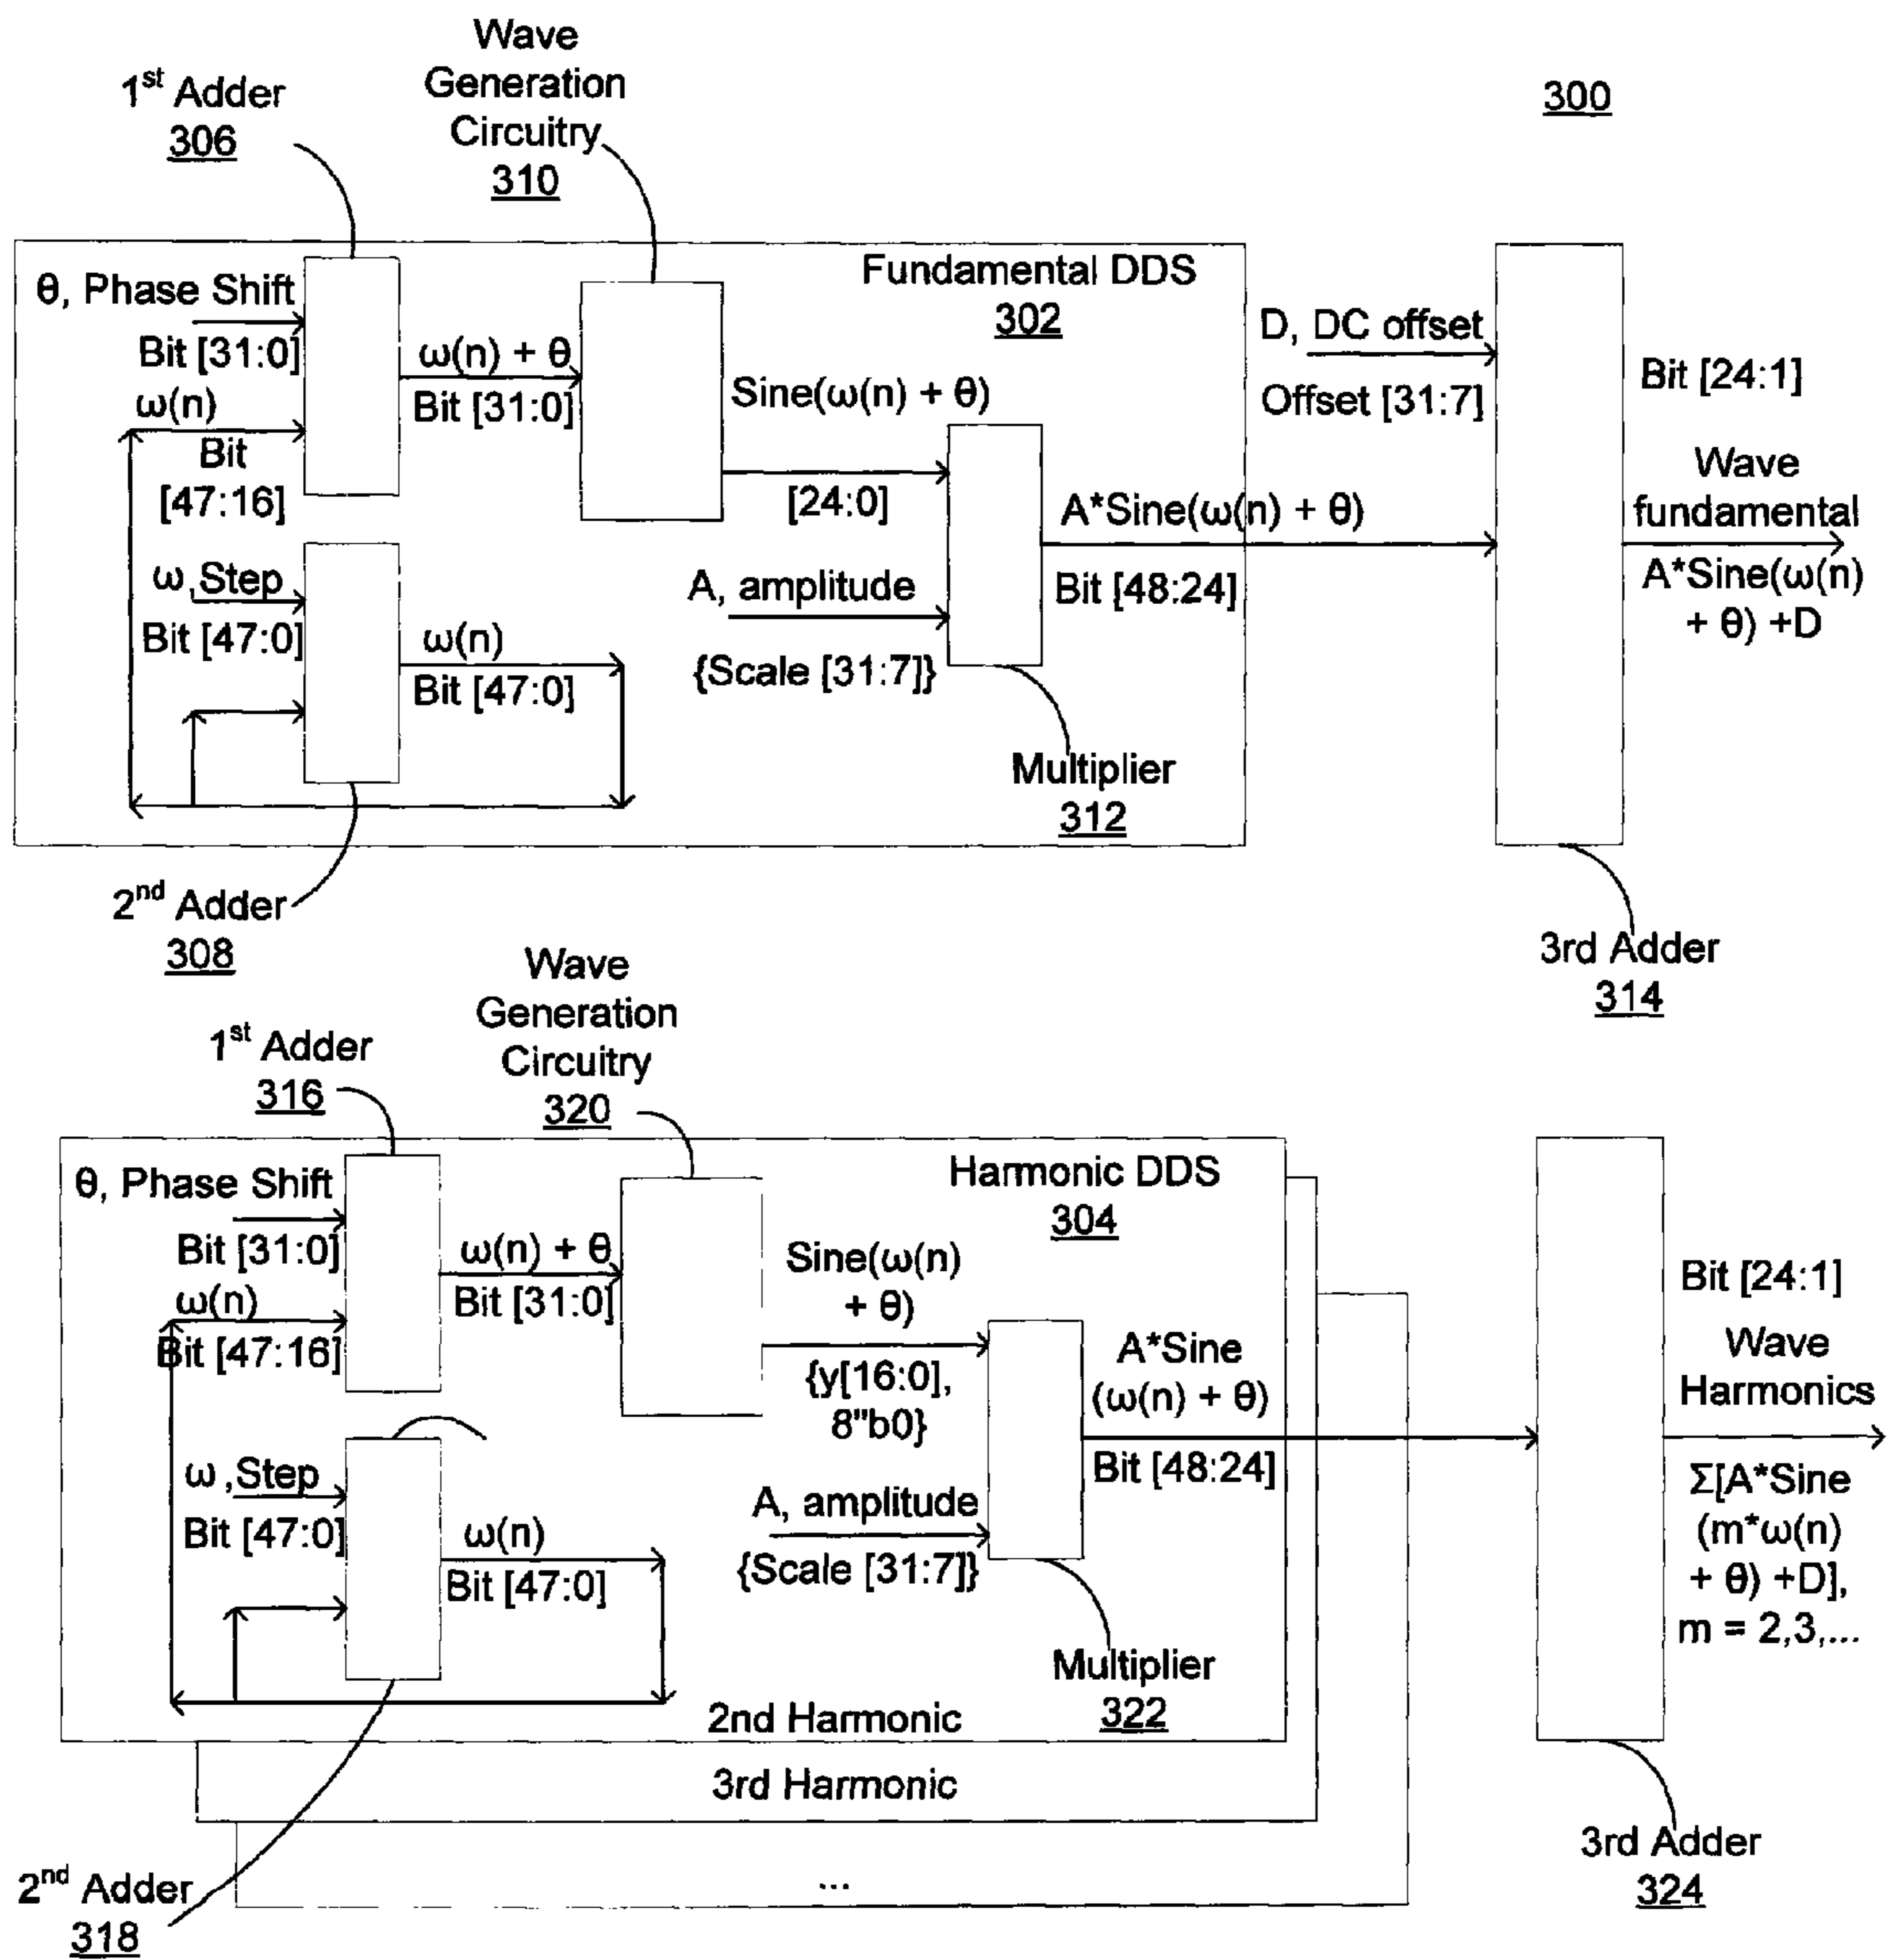 300
1st Adder
306
Wave
Generation
Circuitry
310
Fundamental DDS
302
θ, Phase Shift
Bit [31:0]
ω(n)
Bit
[47:16]
ω(n) + θ
Bit [31:0]
Sine(ω(n) + θ)
[24:0]
ω,Step
Bit [47:0]
ω(n)
Bit [47:0]
A, amplitude
{Scale [31:7]}
A*Sine(ω(n) + θ)
Bit [48:24]
D, DC offset
Offset [31:7]
Bit [24:1]
Wave
fundamental
A*Sine(ω(n)
+ θ) +D
Multiplier
312
2nd Adder
308
3rd Adder
314
1st Adder
316
Wave
Generation
Circuitry
320
Harmonic DDS
304
θ, Phase Shift
Bit [31:0]
ω(n)
Bit [47:16]
ω(n) + θ
Bit [31:0]
Sine(ω(n)
+ θ)
{y[16:0],
8"b0}
ω ,Step
Bit [47:0]
ω(n)
Bit [47:0]
A, amplitude
{Scale [31:7]}
A*Sine
(ω(n) + θ)
Bit [48:24]
Bit [24:1]
Wave
Harmonics
Σ[A*Sine
(m*ω(n)
+ θ) +D],
m = 2,3,...
Multiplier
322
2nd Harmonic
3rd Harmonic
...
2nd Adder
318
3rd Adder
324